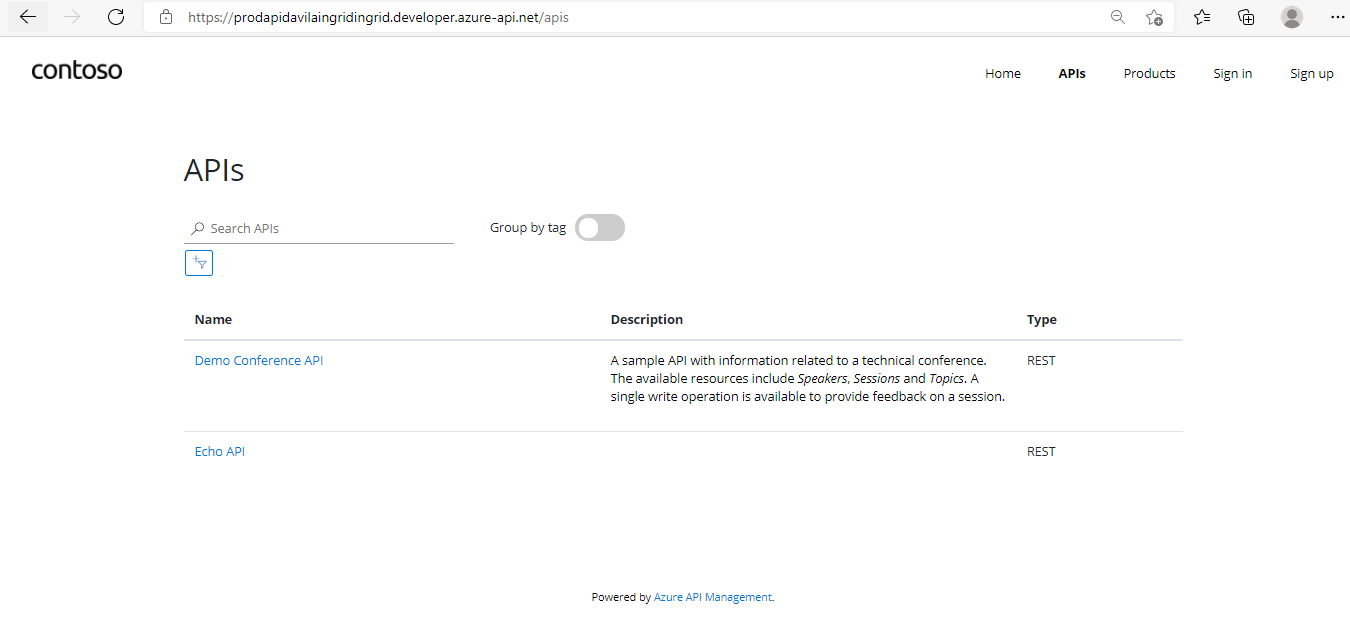 https://prodapidavilaingridingrid.developer.azure-api.net/apis
contoso
Home APIs Products Sign in Sign up
APIs
Search APIs Group by tag
Name Description Type
Demo Conference API A sample API with information related to a technical conference. REST
The available resources include Speakers, Sessions and Topics. A
single write operation is available to provide feedback on a session.
Echo API REST
Powered by Azure API Management.